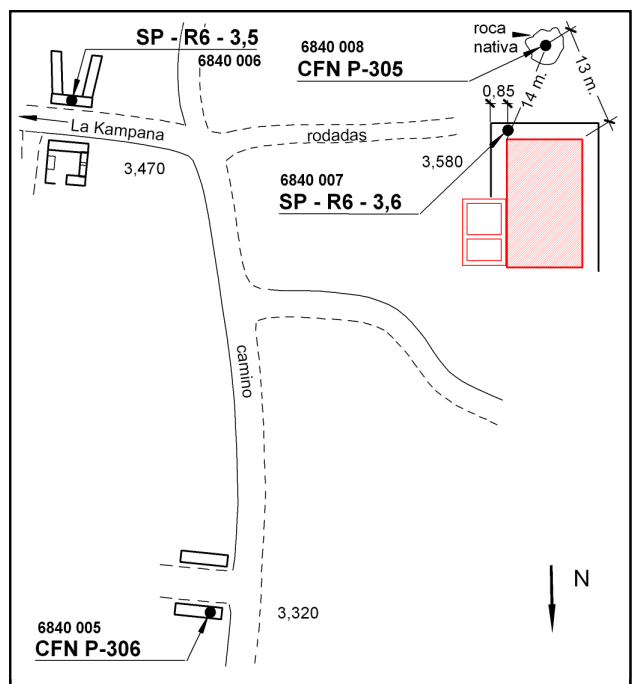 SP - R6 - 3,5
6840 006
6840 008
CFN P-305
roca
nativa
13 m.
14 m.
0,85
La Kampana
rodadas
3,470
3,580
6840 007
SP - R6 - 3,6
camino
N
3,320
6840 005
CFN P-306